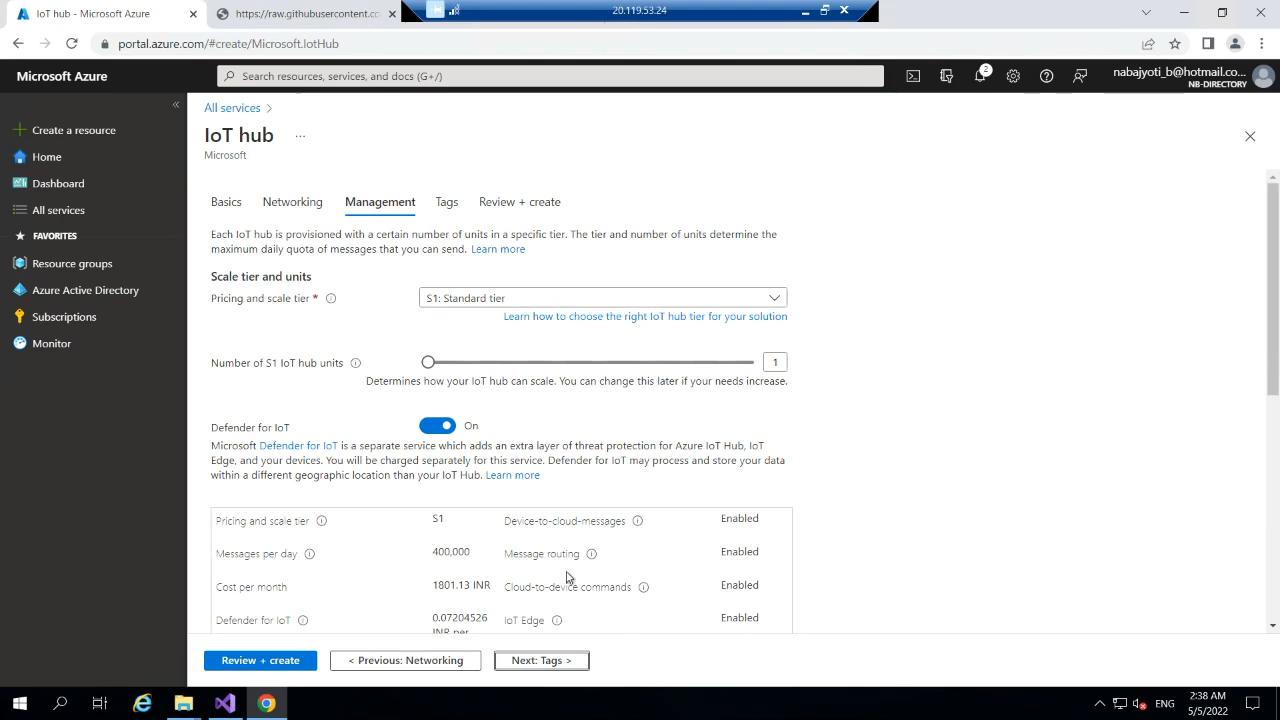 IoT hub - Microsoft Azure
https://raw.githubusercontent.co
20.119.53.24
portal.azure.com/#create/Microsoft.IotHub
Microsoft Azure
Search resources, services, and docs (G+/)
2
nabajyoti_b@hotmail.co...
NB-DIRECTORY
«
Create a resource
Home
Dashboard
All services
FAVORITES
Resource groups
Azure Active Directory
Subscriptions
Monitor
All services >
IoT hub ...
Microsoft
Basics Networking Management Tags Review + create
Each IoT hub is provisioned with a certain number of units in a specific tier. The tier and number of units determine the
maximum daily quota of messages that you can send. Learn more
Scale tier and units
Pricing and scale tier *
S1: Standard tier
Learn how to choose the right IoT hub tier for your solution
Number of S1 IoT hub units
1
Determines how your IoT hub can scale. You can change this later if your needs increase.
Defender for IoT
On
Microsoft Defender for IoT is a separate service which adds an extra layer of threat protection for Azure IoT Hub, IoT
Edge, and your devices. You will be charged separately for this service. Defender for IoT may process and store your data
within a different geographic location than your IoT Hub. Learn more
Pricing and scale tier S1 Device-to-cloud-messages Enabled
Messages per day 400,000 Message routing Enabled
Cost per month 1801.13 INR Cloud-to-device commands Enabled
Defender for IoT 0.07204526 IoT Edge Enabled
INR per
Review + create
< Previous: Networking
Next: Tags >
ENG
2:38 AM
5/5/2022